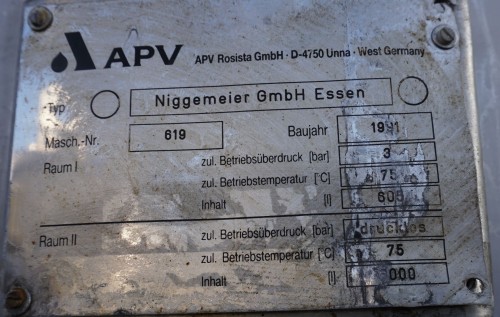 APV
APV Rosista GmbH · D-4750 Unna · West Germany
Typ Niggemeier GmbH Essen
Masch.-Nr. 619 Baujahr 1991
Raum I zul. Betriebsüberdruck [bar] 3
zul. Betriebstemperatur [°C] 75
Inhalt [l]
Raum II zul. Betriebsüberdruck [bar] drucklos
zul. Betriebstemperatur [°C] 75
Inhalt [l]